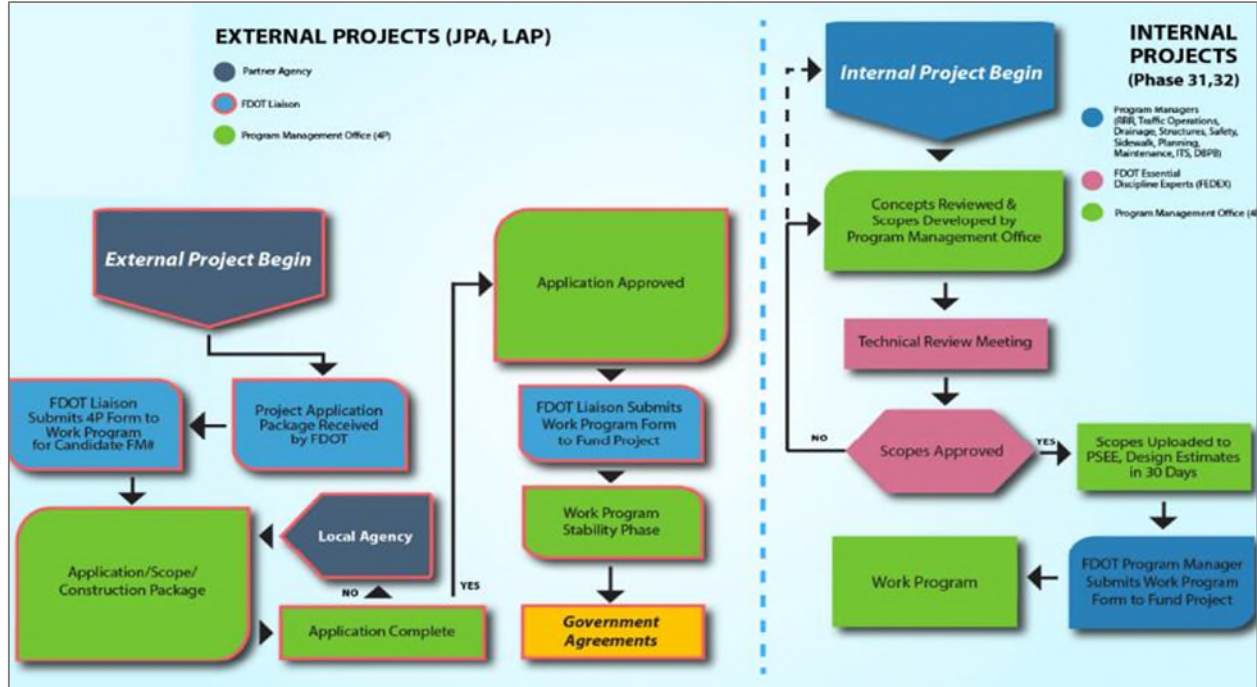 EXTERNAL PROJECTS (JPA, LAP)
Partner Agency
FDOT Liaison
Program Management Office (4P)
External Project Begin
FDOT Liaison
Submits 4P Form to
Work Program
for Candidate FM#
Project Application
Package Received
by FDOT
Application/Scope/
Construction Package
Local Agency
NO
Application Complete
YES
Application Approved
FDOT Liaison Submits
Work Program Form
to Fund Project
Work Program
Stability Phase
Government
Agreements
INTERNAL
PROJECTS
(Phase 31,32)
Program Managers
(RRR, Traffic Operations,
Drainage, Structures, Safety,
Sidewalk, Planning,
Maintenance, ITS, DBPB)
FDOT Essential
Discipline Experts (FEDEX)
Program Management Office (4
Internal Project Begin
Concepts Reviewed &
Scopes Developed by
Program Management Office
Technical Review Meeting
NO
Scopes Approved
YES
Scopes Uploaded to
PSEE, Design Estimates
in 30 Days
Work Program
FDOT Program Manager
Submits Work Program
Form to Fund Project